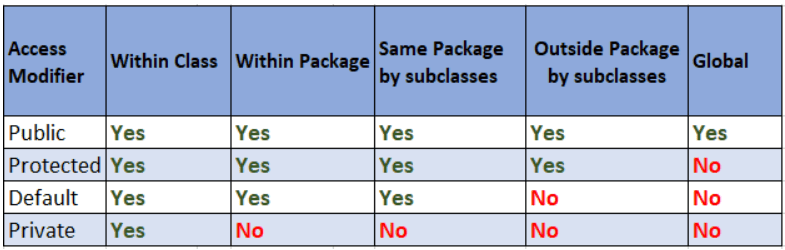 Access Modifier Within Class Within Package Same Package by subclasses Outside Package by subclasses Global
Public Yes Yes Yes Yes Yes
Protected Yes Yes Yes Yes No
Default Yes Yes Yes No No
Private Yes No No No No